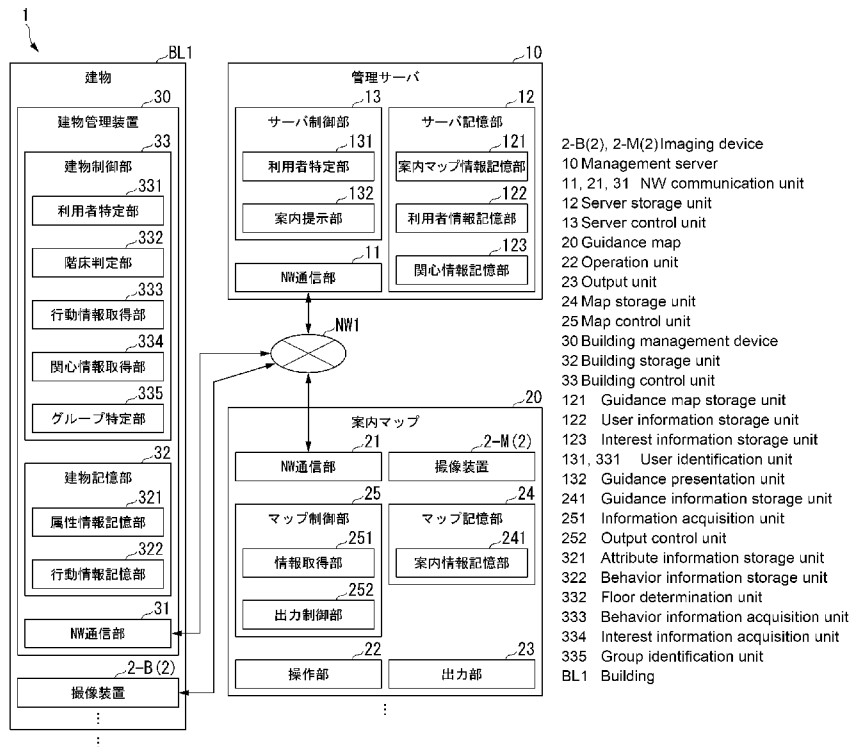 1
BL1
建物
30
建物管理装置
33
建物制御部
331
利用者特定部
332
階床判定部
333
行動情報取得部
334
関心情報取得部
335
グループ特定部
32
建物記憶部
321
属性情報記憶部
322
行動情報記憶部
31
NW通信部
2-B(2)
撮像装置
10
管理サーバ
13
サーバ制御部
131
利用者特定部
132
案内提示部
11
NW通信部
12
サーバ記憶部
121
案内マップ情報記憶部
122
利用者情報記憶部
123
関心情報記憶部
NW1
20
案内マップ
21
NW通信部
2-M(2)
撮像装置
25
マップ制御部
251
情報取得部
252
出力制御部
24
マップ記憶部
241
案内情報記憶部
22
操作部
23
出力部
2-B(2), 2-M(2) Imaging device
10 Management server
11, 21, 31 NW communication unit
12 Server storage unit
13 Server control unit
20 Guidance map
22 Operation unit
23 Output unit
24 Map storage unit
25 Map control unit
30 Building management device
32 Building storage unit
33 Building control unit
121 Guidance map storage unit
122 User information storage unit
123 Interest information storage unit
131, 331 User identification unit
132 Guidance presentation unit
241 Guidance information storage unit
251 Information acquisition unit
252 Output control unit
321 Attribute information storage unit
322 Behavior information storage unit
332 Floor determination unit
333 Behavior information acquisition unit
334 Interest information acquisition unit
335 Group identification unit
BL1 Building